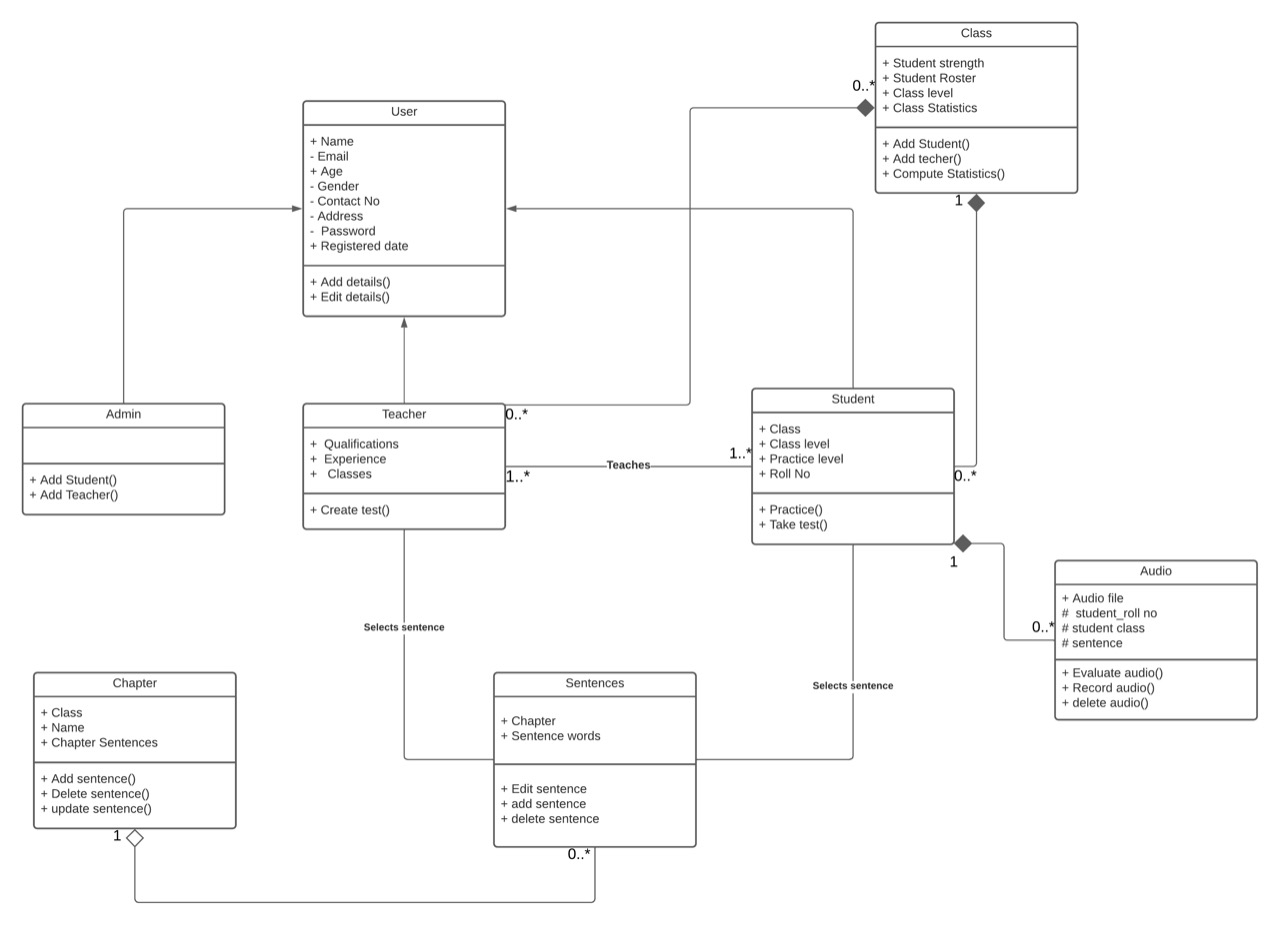 Class
+ Student strength
+ Student Roster
+ Class level
+ Class Statistics
+ Add Student()
+ Add techer()
+ Compute Statistics()
0..*
1
User
+ Name
- Email
+ Age
- Gender
- Contact No
- Address
-  Password
+ Registered date
+ Add details()
+ Edit details()
Admin
+ Add Student()
+ Add Teacher()
Teacher
+  Qualifications
+  Experience
+   Classes
+ Create test()
0..*
1..*
Teaches
1..*
Student
+ Class
+ Class level
+ Practice level
+ Roll No
+ Practice()
+ Take test()
0..*
1
Audio
+ Audio file
#  student_roll no
# student class
# sentence
+ Evaluate audio()
+ Record audio()
+ delete audio()
0..*
Selects sentence
Selects sentence
Chapter
+ Class
+ Name
+ Chapter Sentences
+ Add sentence()
+ Delete sentence()
+ update sentence()
1
Sentences
+ Chapter
+ Sentence words
+ Edit sentence
+ add sentence
+ delete sentence
0..*